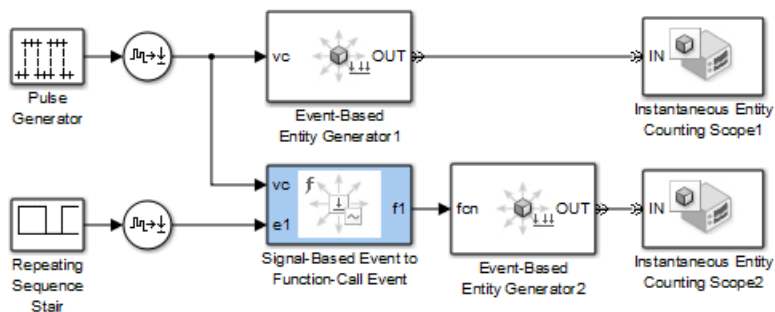 vc
OUT
IN
Pulse
Generator
Event-Based
Entity Generator1
Instantaneous Entity
Counting Scope1
vc
f
e1
f1
fcn
OUT
IN
Repeating
Sequence
Stair
Signal-Based Event to
Function-Call Event
Event-Based
Entity Generator2
Instantaneous Entity
Counting Scope2